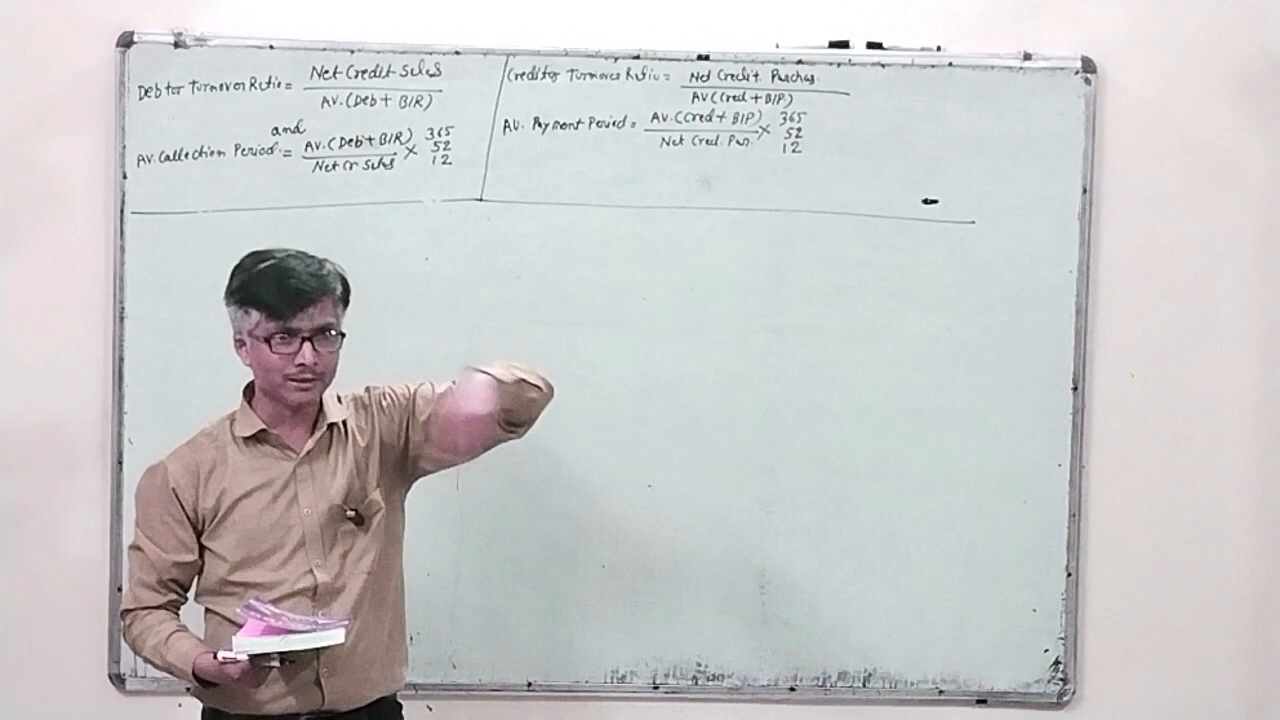 Debtor Turnover Ratio = Net Credit Sales
AV. (Deb + B/R)
and
AV. Collection Period. = AV. (Deb + B/R) × 365
52
12
Net Cr Sales
Creditor Turnover Ratio = Net Credit. Purchas.
AV (Cred + B/P)
AV. Payment Period = AV. (Cred + B/P) × 365
52
12
Net Cred. Pur.